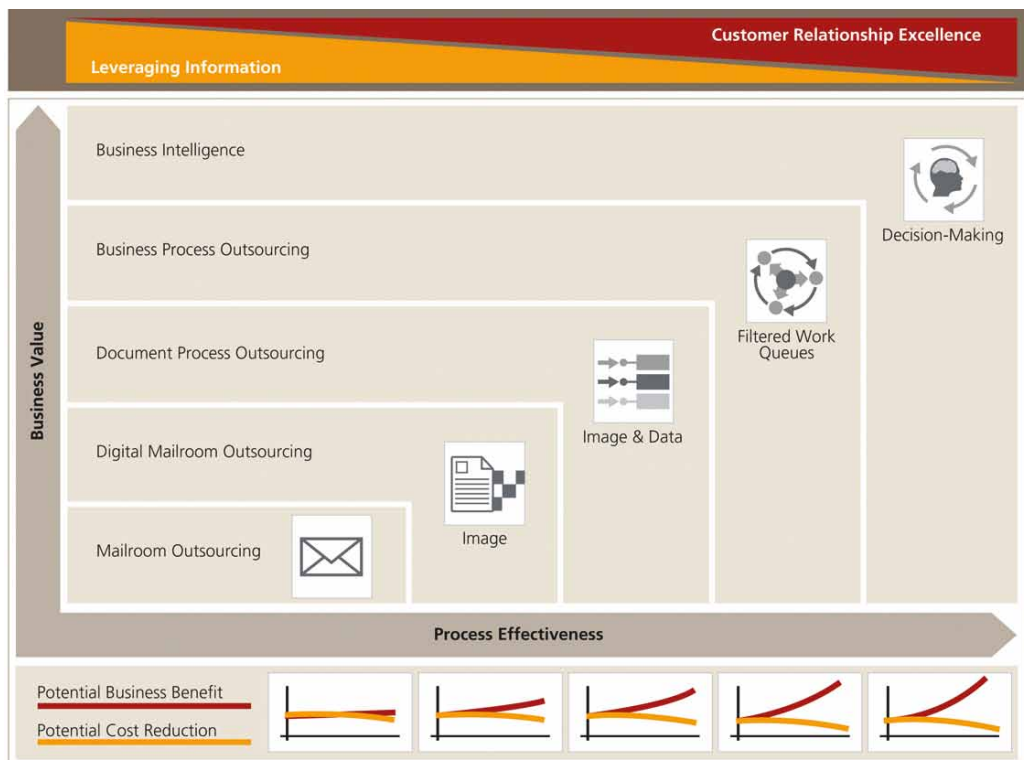 Customer Relationship Excellence
Leveraging Information
Business Value
Business Intelligence
Decision-Making
Business Process Outsourcing
Filtered Work
Queues
Document Process Outsourcing
Image & Data
Digital Mailroom Outsourcing
Image
Mailroom Outsourcing
Process Effectiveness
Potential Business Benefit
Potential Cost Reduction